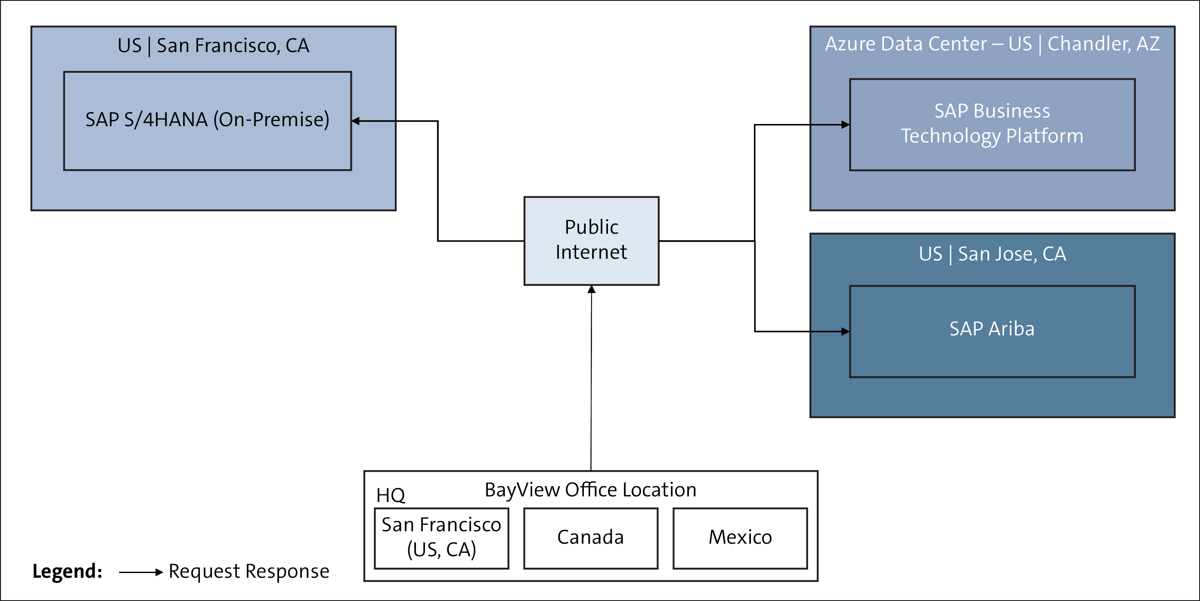 US | San Francisco, CA
SAP S/4HANA (On-Premise)
Azure Data Center – US | Chandler, AZ
SAP Business
Technology Platform
Public
Internet
US | San Jose, CA
SAP Ariba
BayView Office Location
HQ
San Francisco
(US, CA)
Canada
Mexico
Legend: Request Response